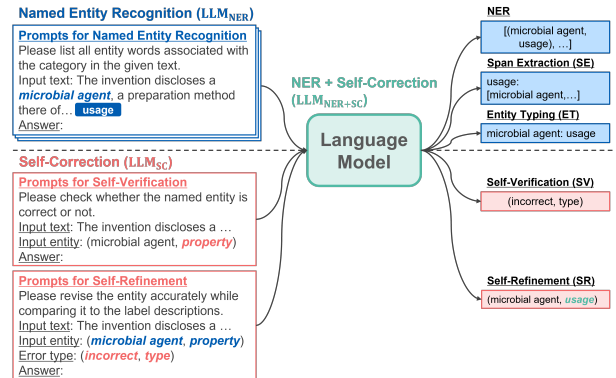 Named Entity Recognition (LLM_NER)
Prompts for Named Entity Recognition
Please list all entity words associated with
the category in the given text.
Input text: The invention discloses a
microbial agent, a preparation method
there of… usage
Answer:
Self-Correction (LLM_SC)
Prompts for Self-Verification
Please check whether the named entity is
correct or not.
Input text: The invention discloses a …
Input entity: (microbial agent, property)
Answer:
Prompts for Self-Refinement
Please revise the entity accurately while
comparing it to the label descriptions.
Input text: The invention discloses a …
Input entity: (microbial agent, property)
Error type: (incorrect, type)
Answer:
NER + Self-Correction
(LLM_NER+SC)
Language
Model
NER
[(microbial agent,
usage), …]
Span Extraction (SE)
usage:
[microbial agent,…]
Entity Typing (ET)
microbial agent: usage
Self-Verification (SV)
(incorrect, type)
Self-Refinement (SR)
(microbial agent, usage)